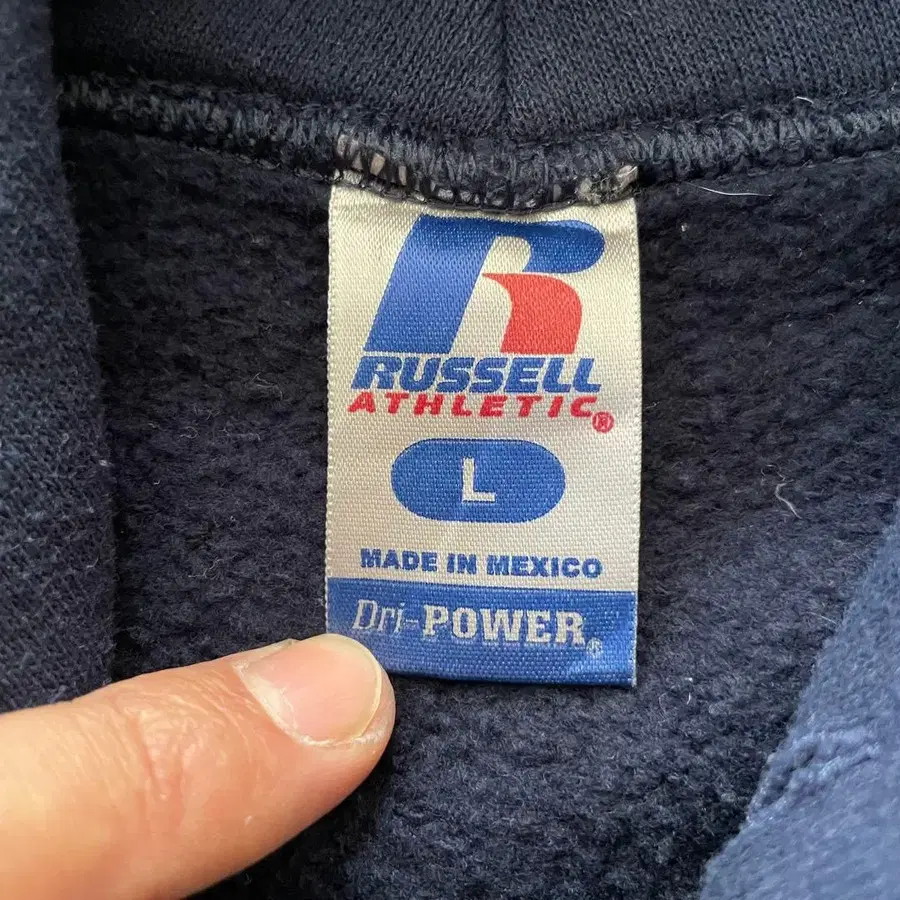 R
RUSSELL
ATHLETIC®
L
MADE IN MEXICO
Dri-POWER®